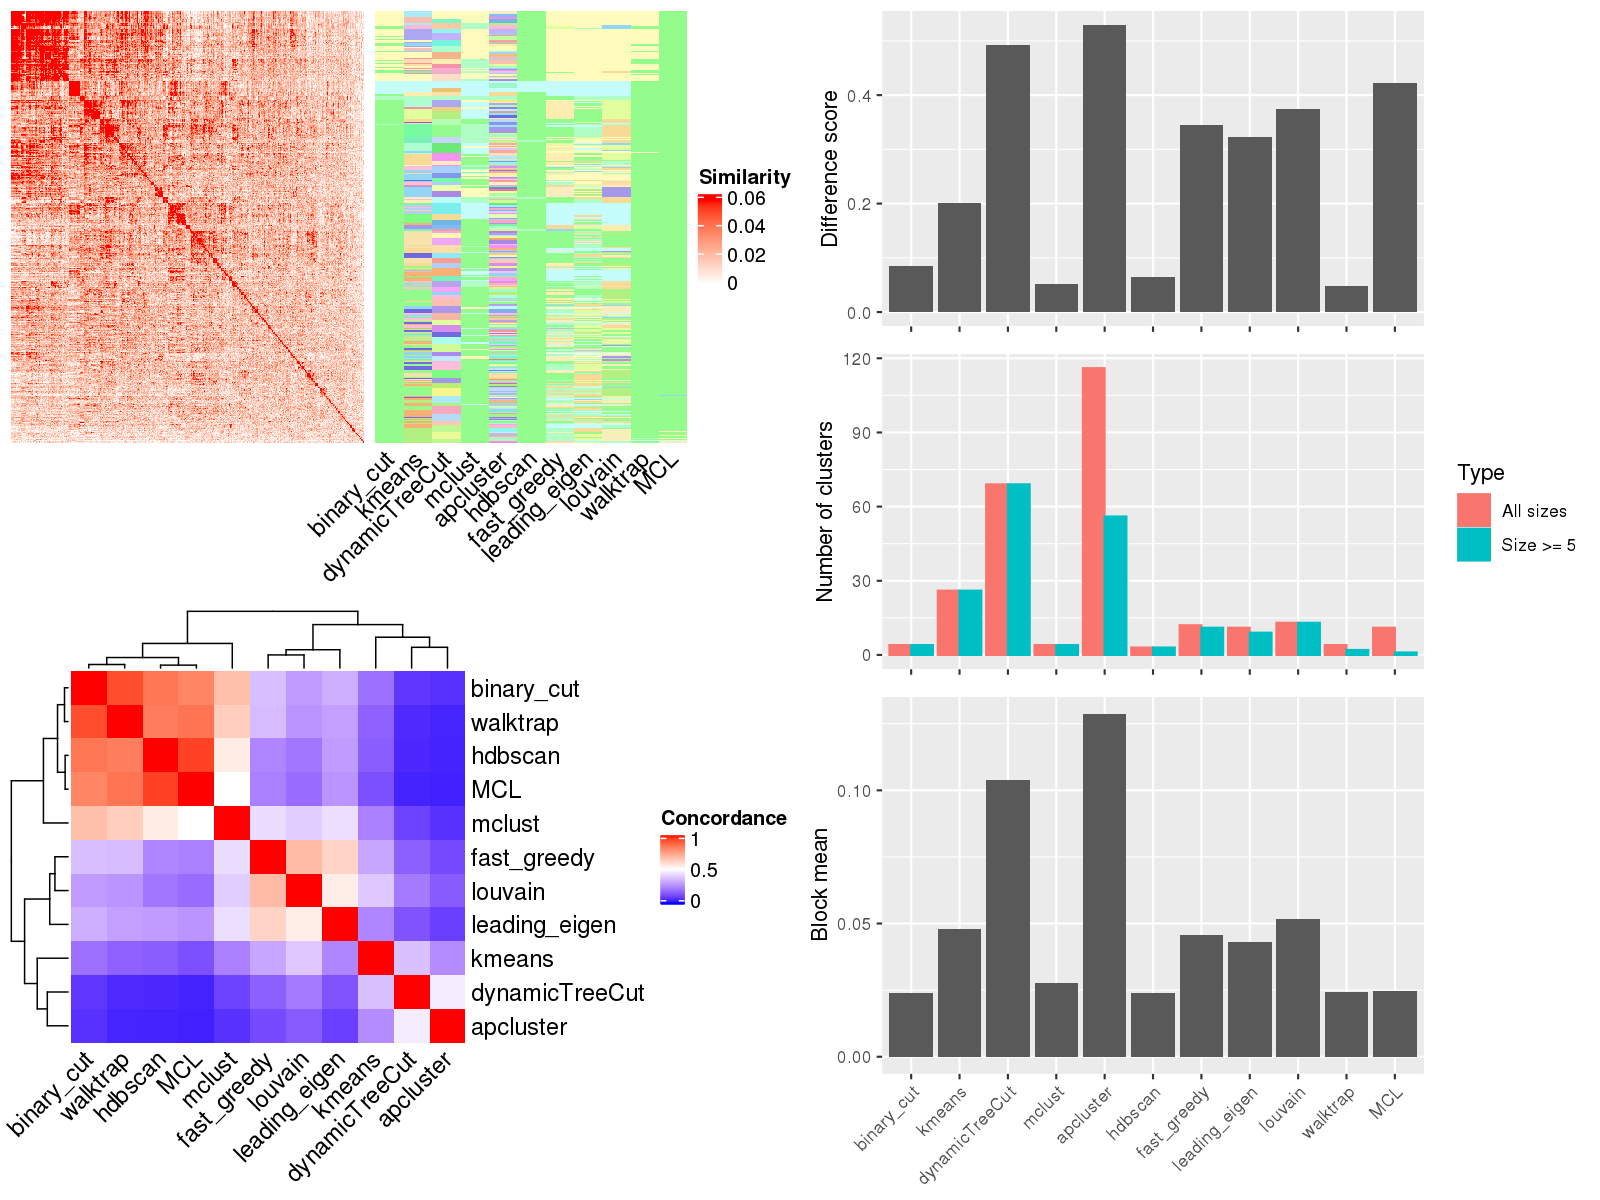 Similarity
0.06
0.04
0.02
0
binary_cut
kmeans
dynamicTreeCut
mclust
apcluster
hdbscan
fast_greedy
leading_eigen
louvain
walktrap
MCL
binary_cut
walktrap
hdbscan
MCL
mclust
fast_greedy
louvain
leading_eigen
kmeans
dynamicTreeCut
apcluster
Concordance
1
0.5
0
binary_cut
walktrap
hdbscan
MCL
mclust
fast_greedy
louvain
leading_eigen
kmeans
dynamicTreeCut
apcluster
Difference score
0.4
0.2
0.0
Number of clusters
120
90
60
30
0
Type
All sizes
Size >= 5
Block mean
0.10
0.05
0.00
binary_cut
kmeans
dynamicTreeCut
mclust
apcluster
hdbscan
fast_greedy
leading_eigen
louvain
walktrap
MCL